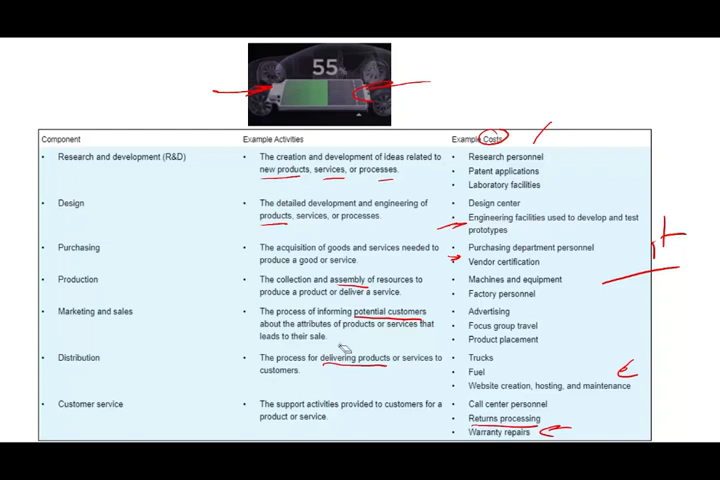 55%
Component Example Activities Example Costs
• Research and development (R&D) • The creation and development of ideas related to • Research personnel
new products, services, or processes. • Patent applications
• Laboratory facilities
• Design • The detailed development and engineering of • Design center
products, services, or processes. • Engineering facilities used to develop and test
prototypes
• Purchasing • The acquisition of goods and services needed to • Purchasing department personnel
produce a good or service. • Vendor certification
• Production • The collection and assembly of resources to • Machines and equipment
produce a product or deliver a service. • Factory personnel
• Marketing and sales • The process of informing potential customers • Advertising
about the attributes of products or services that • Focus group travel
leads to their sale. • Product placement
• Distribution • The process for delivering products or services to • Trucks
customers. • Fuel
• Website creation, hosting, and maintenance
• Customer service • The support activities provided to customers for a • Call center personnel
product or service. • Returns processing
• Warranty repairs